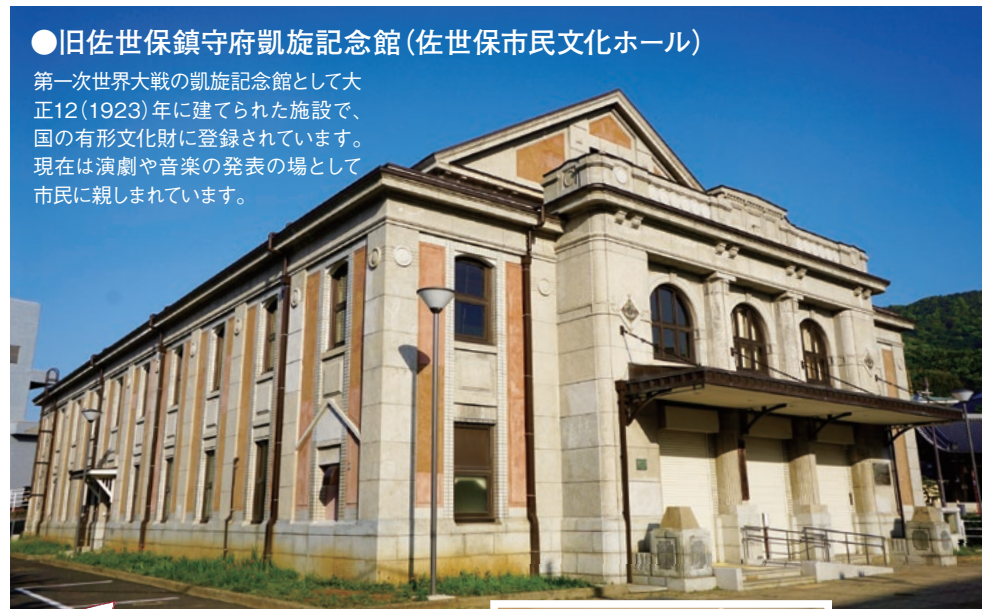 ●旧佐世保鎮守府凱旋記念館(佐世保市民文化ホール)
第一次世界大戦の凱旋記念館として大
正12(1923)年に建てられた施設で、
国の有形文化財に登録されています。
現在は演劇や音楽の発表の場として
市民に親しまれています。